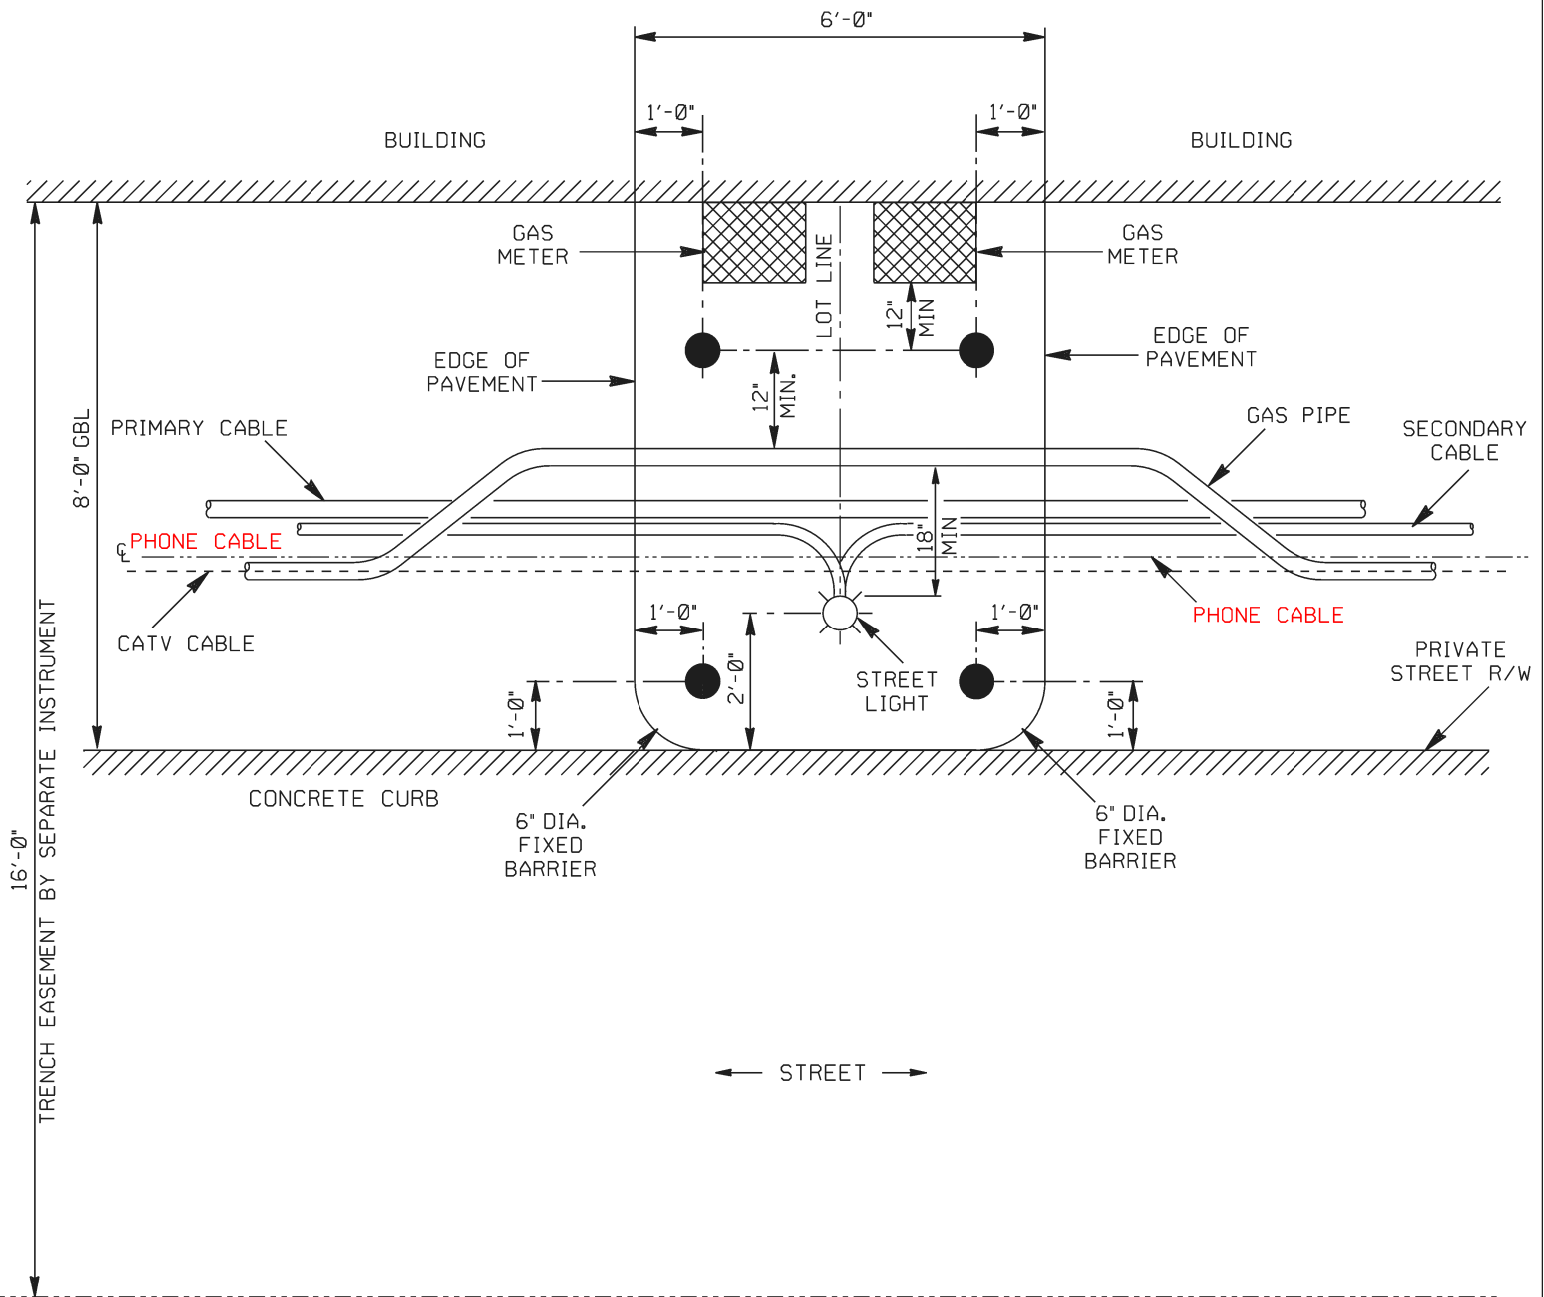 6'-0"
1'-0"
1'-0"
BUILDING
BUILDING
GAS
METER
GAS
METER
LOT LINE
12"
MIN
EDGE OF
PAVEMENT
EDGE OF
PAVEMENT
12"
MIN.
8'-0" GBL
PRIMARY CABLE
GAS PIPE
SECONDARY
CABLE
18"
MIN
℄
PHONE CABLE
CATV CABLE
1'-0"
1'-0"
PHONE CABLE
2'-0"
STREET
LIGHT
PRIVATE
STREET R/W
1'-0"
1'-0"
CONCRETE CURB
6" DIA.
FIXED
BARRIER
6" DIA.
FIXED
BARRIER
16'-0"
TRENCH EASEMENT BY SEPARATE INSTRUMENT
STREET